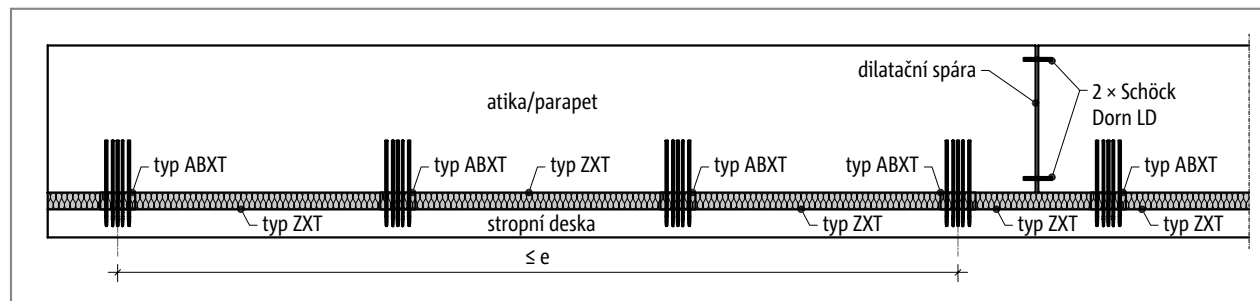 dilatační spára
2 × Schöck
Dorn LD
atika/parapet
typ ABXT
typ ABXT
typ ZXT
typ ABXT
typ ABXT
typ ABXT
typ ZXT
stropní deska
typ ZXT
typ ZXT
typ ZXT
≤ e